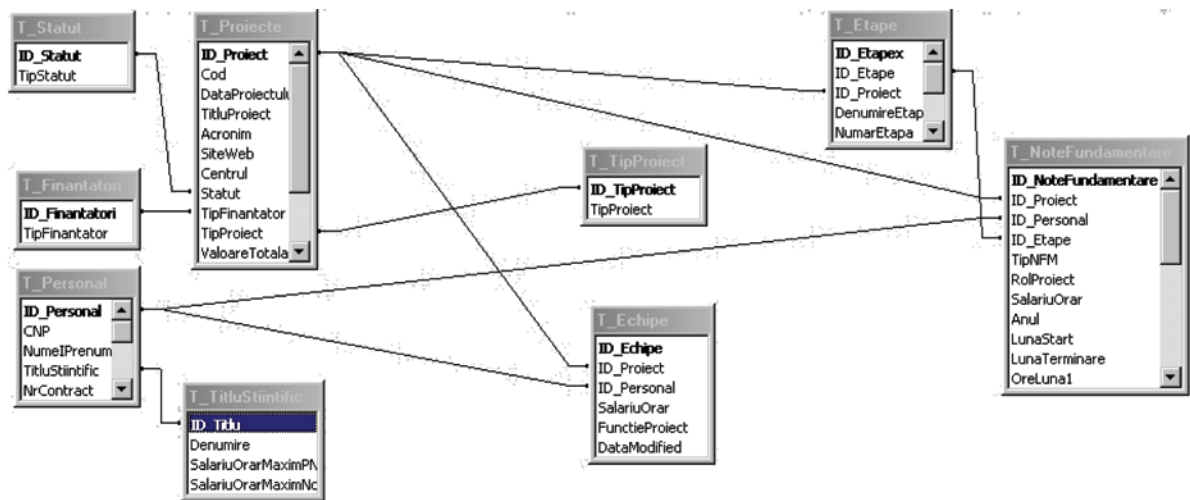 T_Statut
ID_Statut
TipStatut
T_Proiecte
ID_Proiect
Cod
DataProiectulu
TitluProiect
Acronim
SiteWeb
Centrul
Statut
TipFinantator
TipProiect
ValoareTotala
T_Etape
ID_Etapex
ID_Etape
ID_Proiect
DenumireEtap
NumarEtapa
T_TipProiect
ID_TipProiect
TipProiect
T_NoteFundamentare
ID_NoteFundamentare
ID_Proiect
ID_Personal
ID_Etape
TipNFM
RolProiect
SalariuOrar
Anul
LunaStart
LunaTerminare
OreLuna1
T_Finantatori
ID_Finantatori
TipFinantator
T_Personal
ID_Personal
CNP
NumeIPrenum
TitluStiintific
NrContract
T_TitluStiintific
ID_Titlu
Denumire
SalariuOrarMaximPN
SalariuOrarMaximNo
T_Echipe
ID_Echipe
ID_Proiect
ID_Personal
SalariuOrar
FunctieProiect
DataModified